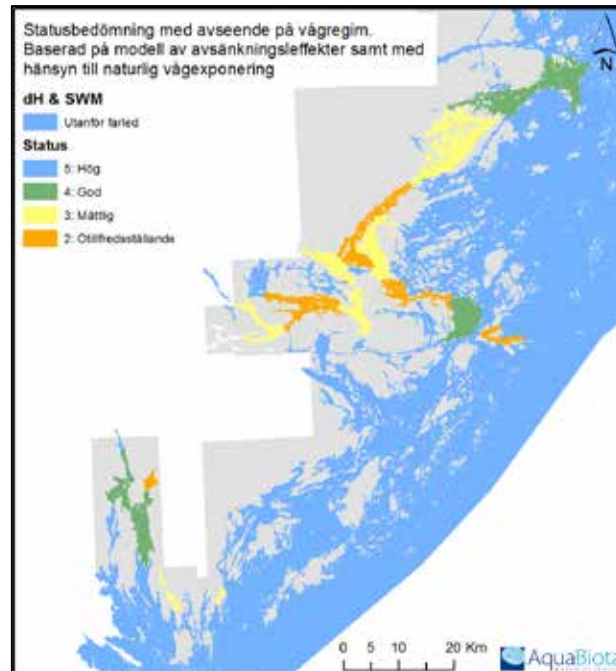 Statusbedömning med avseende på vågregim.
Baserad på modell av avsänkningsleffekter samt med
hänsyn till naturlig vågexponering
N
dH & SWM
Utanför farled
Status
5: Hög
4: God
3: Måttlig
2: Otillfredsställande
0 5 10 20 Km
AquaBiota